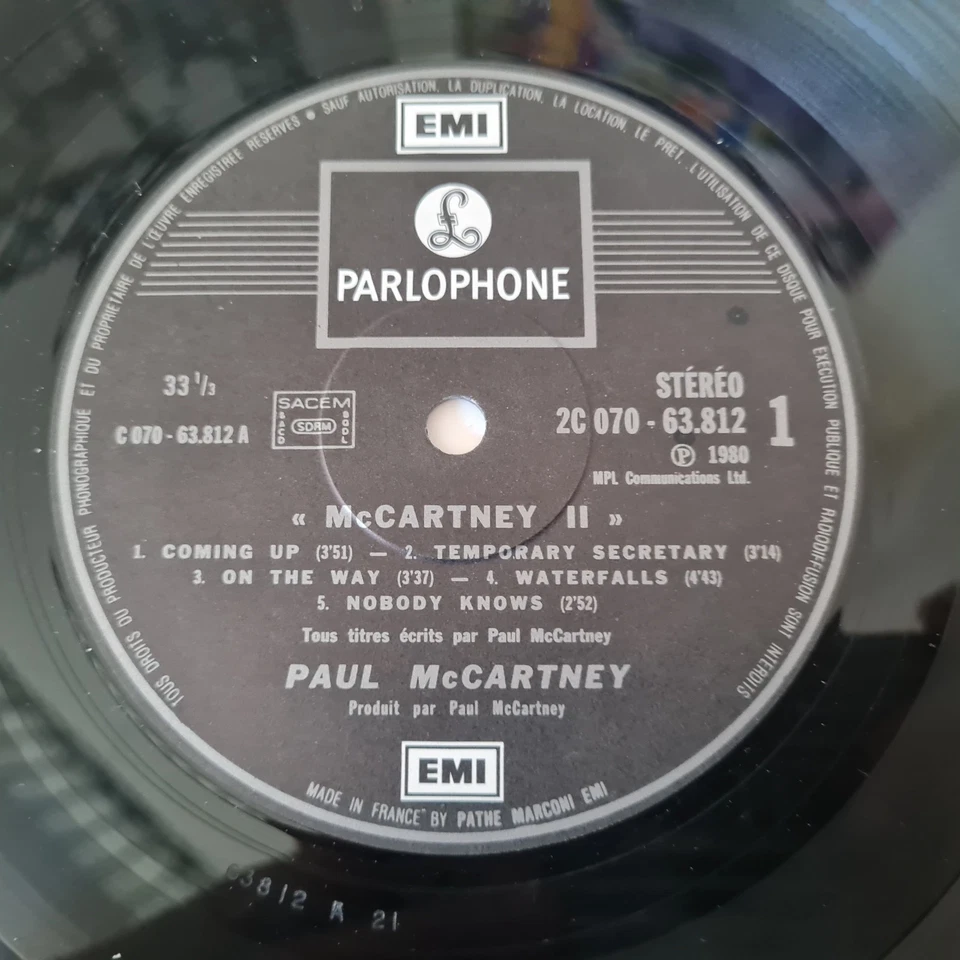 TOUS DROITS DU PRODUCTEUR PHONOGRAPHIQUE ET DU PROPRIETAIRE DE L'ŒUVRE ENREGISTREE RESERVES ● SAUF AUTORISATION, LA DUPLICATION, LA LOCATION, LE PRET, L'UTILISATION DE CE DISQUE POUR EXECUTION PUBLIQUE ET RADIODIFFUSION SONT INTERDITS
EMI
£
PARLOPHONE
33 1/3
C 070 - 63.812 A
SACEM
SACD
SDRM
STÉRÉO
2C 070 - 63.812
1
Ⓟ 1980
MPL Communications Ltd.
« McCARTNEY II »
1. COMING UP (3'51) — 2. TEMPORARY SECRETARY (3'14)
3. ON THE WAY (3'37) — 4. WATERFALLS (4'43)
5. NOBODY KNOWS (2'52)
Tous titres écrits par Paul McCartney
PAUL McCARTNEY
Produit par Paul McCartney
EMI
MADE IN FRANCE BY PATHE MARCONI EMI
63812 A 21